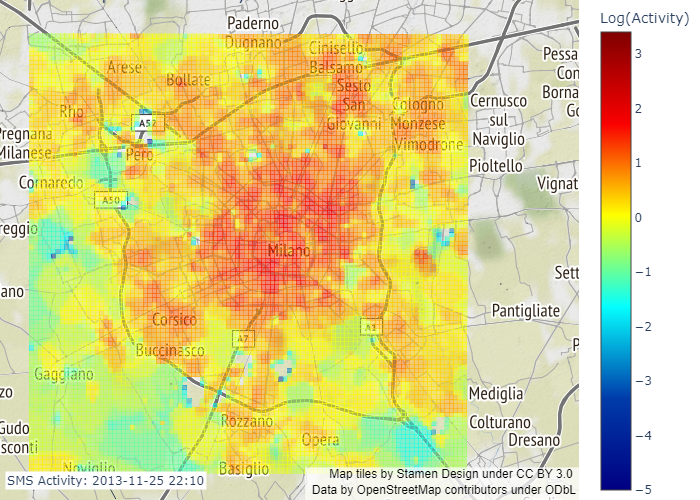 Paderno
Dugnano
Cinisello
Balsamo
Arese
Bollate
Sesto
San
Giovanni
Rho
Cologno
Monzese
Vimodrone
A52
Pero
Pregnana
Milanese
Cornaredo
A50
reggio
Milano
ano
Corsico
Buccinasco
A7
A1
Gaggiano
zo
Rozzano
Opera
Gudo
sconti
Noviglio
Basiglio
Pessa
Con
Borna
Go
Cernusco
sul
Naviglio
Pioltello
Vignat
Sett
Pantigliate
P
Mediglia
Colturano
Dresano
SMS Activity: 2013-11-25 22:10
Map tiles by Stamen Design under CC BY 3.0
Data by OpenStreetMap contributors under ODbL
Log(Activity)
3
2
1
0
−1
−2
−3
−4
−5